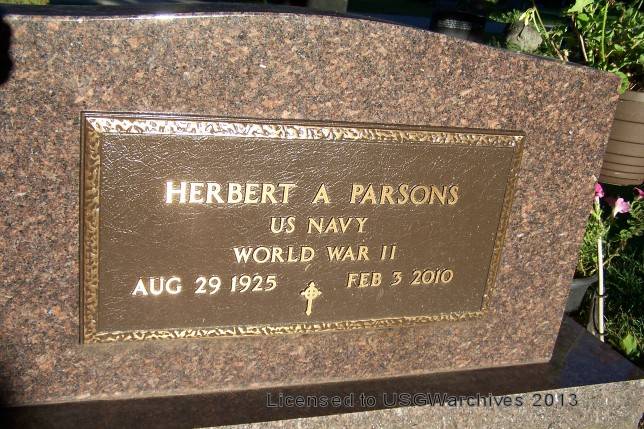 HERBERT A PARSONS
US NAVY
WORLD WAR II
AUG 29 1925 FEB 3 2010
Licensed to USGWarchives 2013